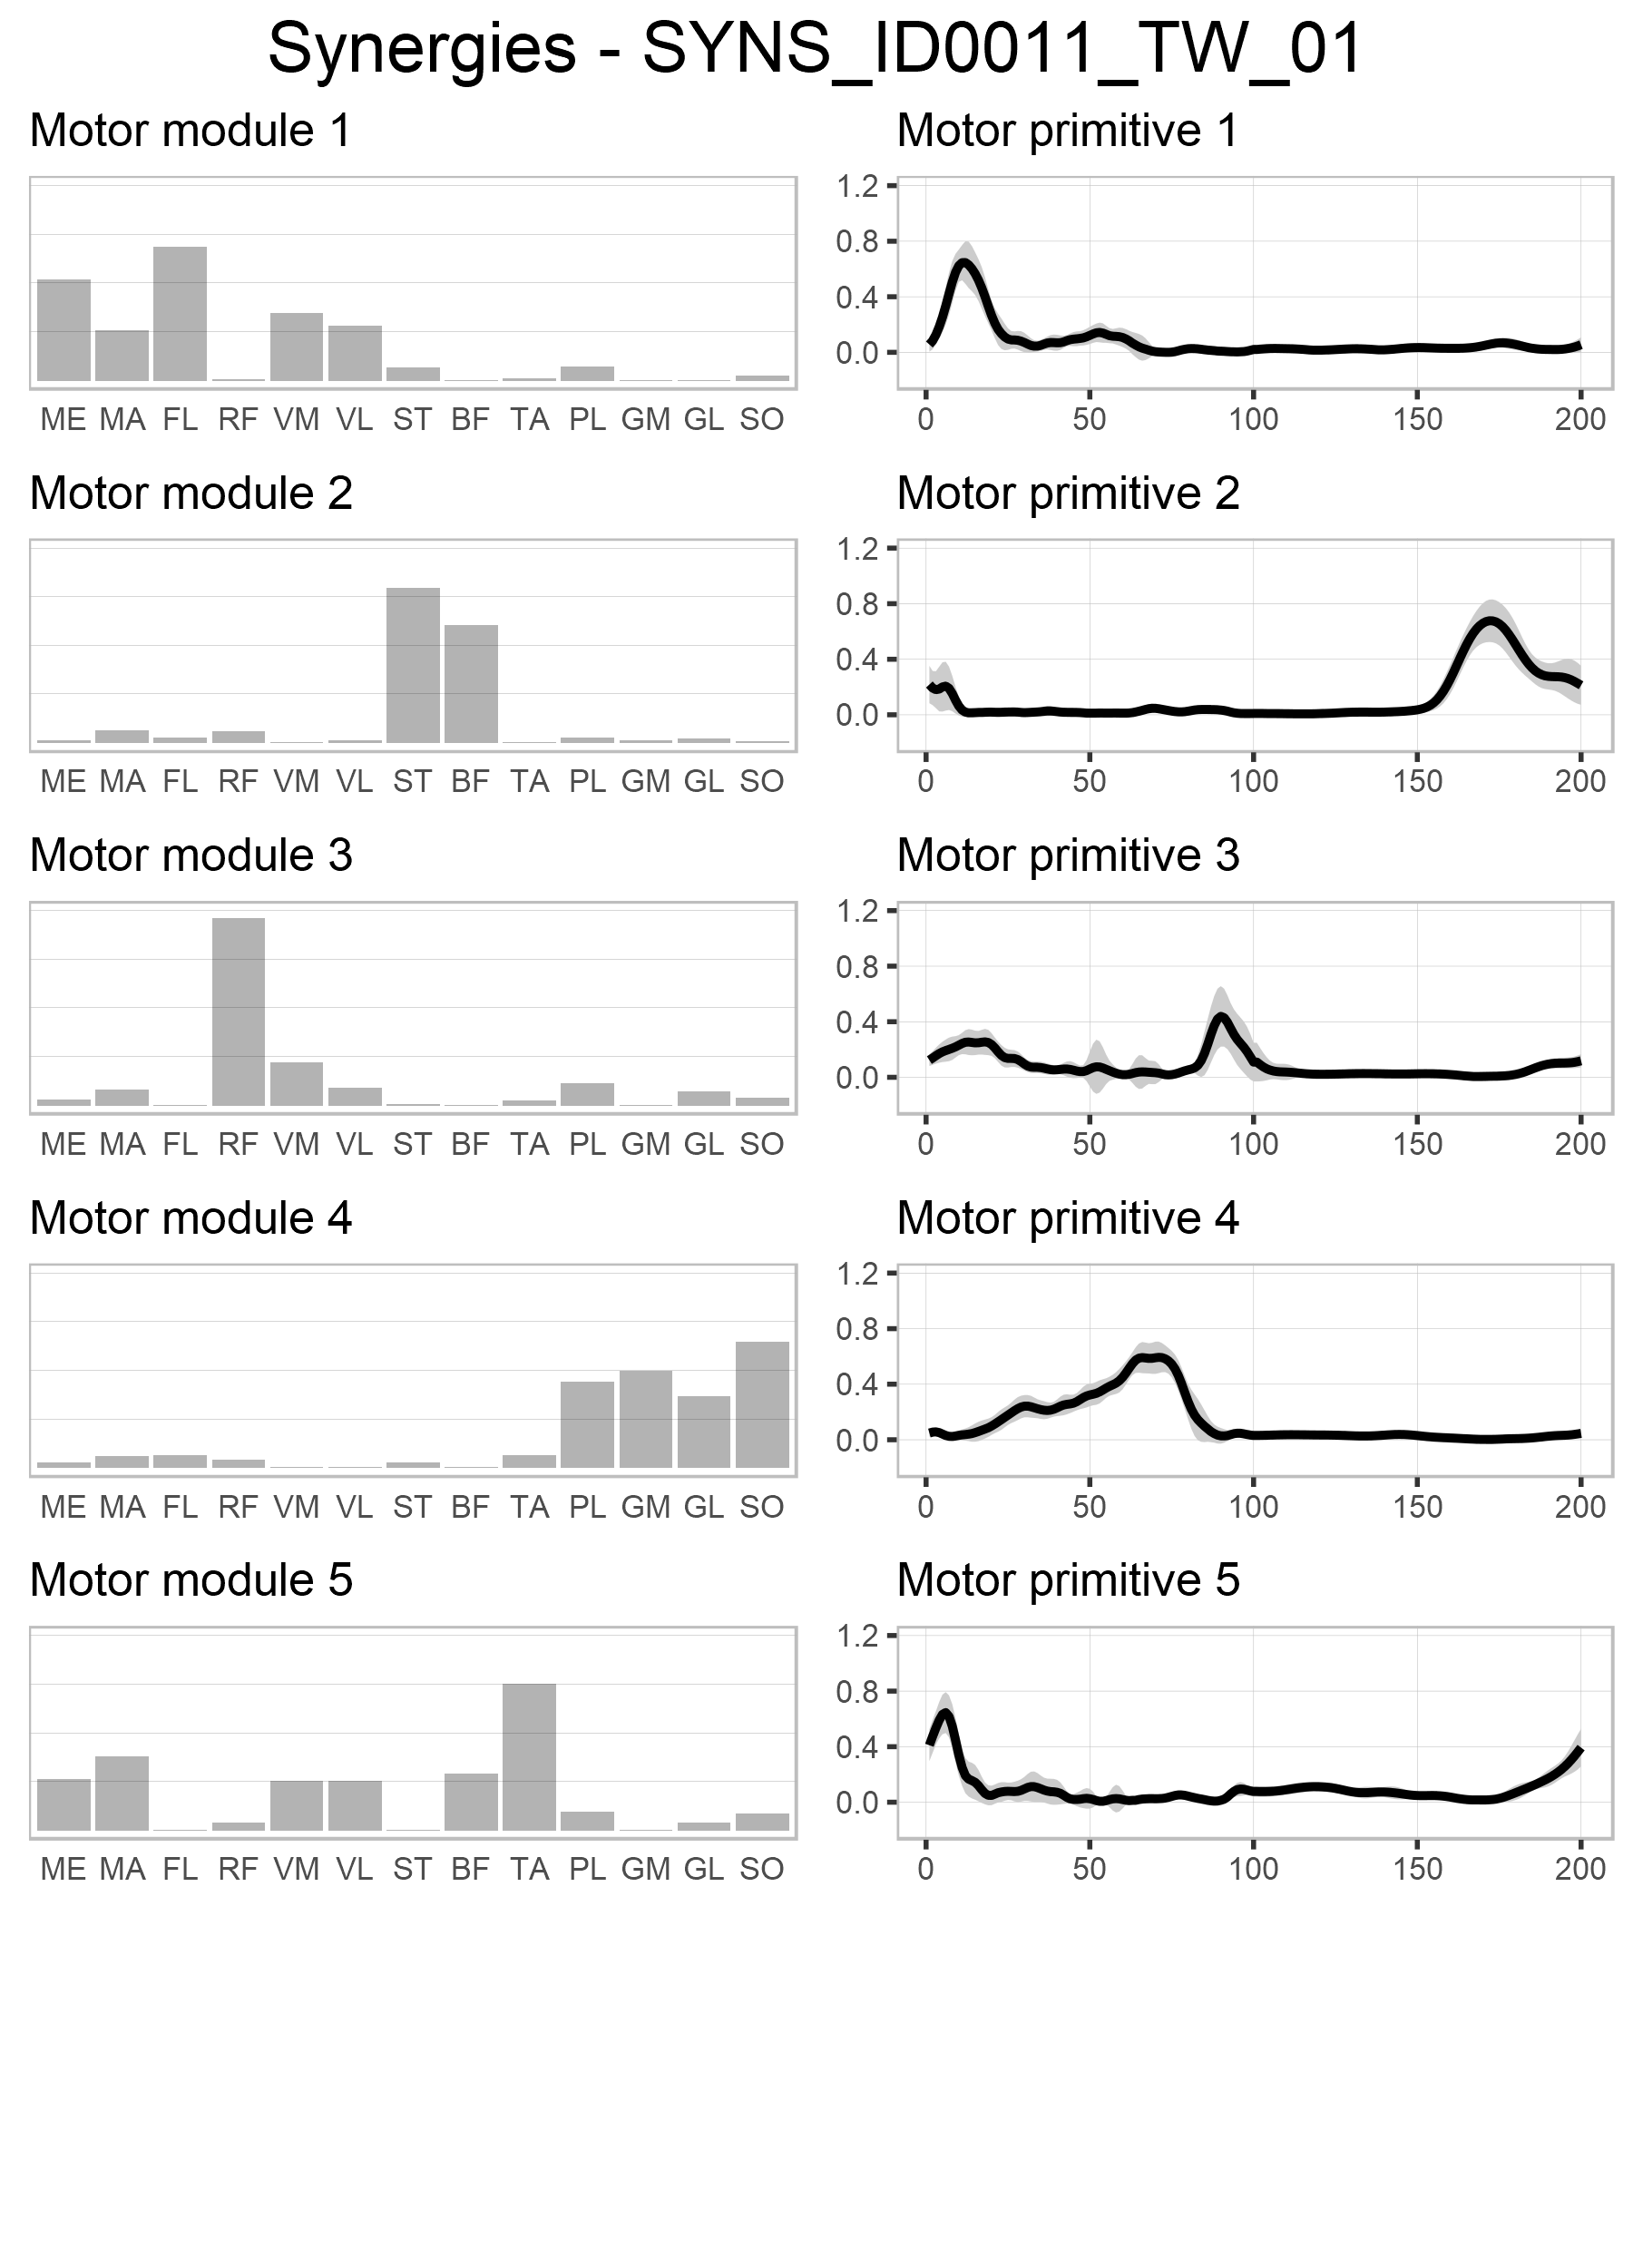 Synergies - SYNS_ID0011_TW_01
Motor module 1
Motor primitive 1
1.2
0.8
0.4
0.0
ME MA FL RF VM VL ST BF TA PL GM GL SO
0 50 100 150 200
Motor module 2
Motor primitive 2
1.2
0.8
0.4
0.0
ME MA FL RF VM VL ST BF TA PL GM GL SO
0 50 100 150 200
Motor module 3
Motor primitive 3
1.2
0.8
0.4
0.0
ME MA FL RF VM VL ST BF TA PL GM GL SO
0 50 100 150 200
Motor module 4
Motor primitive 4
1.2
0.8
0.4
0.0
ME MA FL RF VM VL ST BF TA PL GM GL SO
0 50 100 150 200
Motor module 5
Motor primitive 5
1.2
0.8
0.4
0.0
ME MA FL RF VM VL ST BF TA PL GM GL SO
0 50 100 150 200